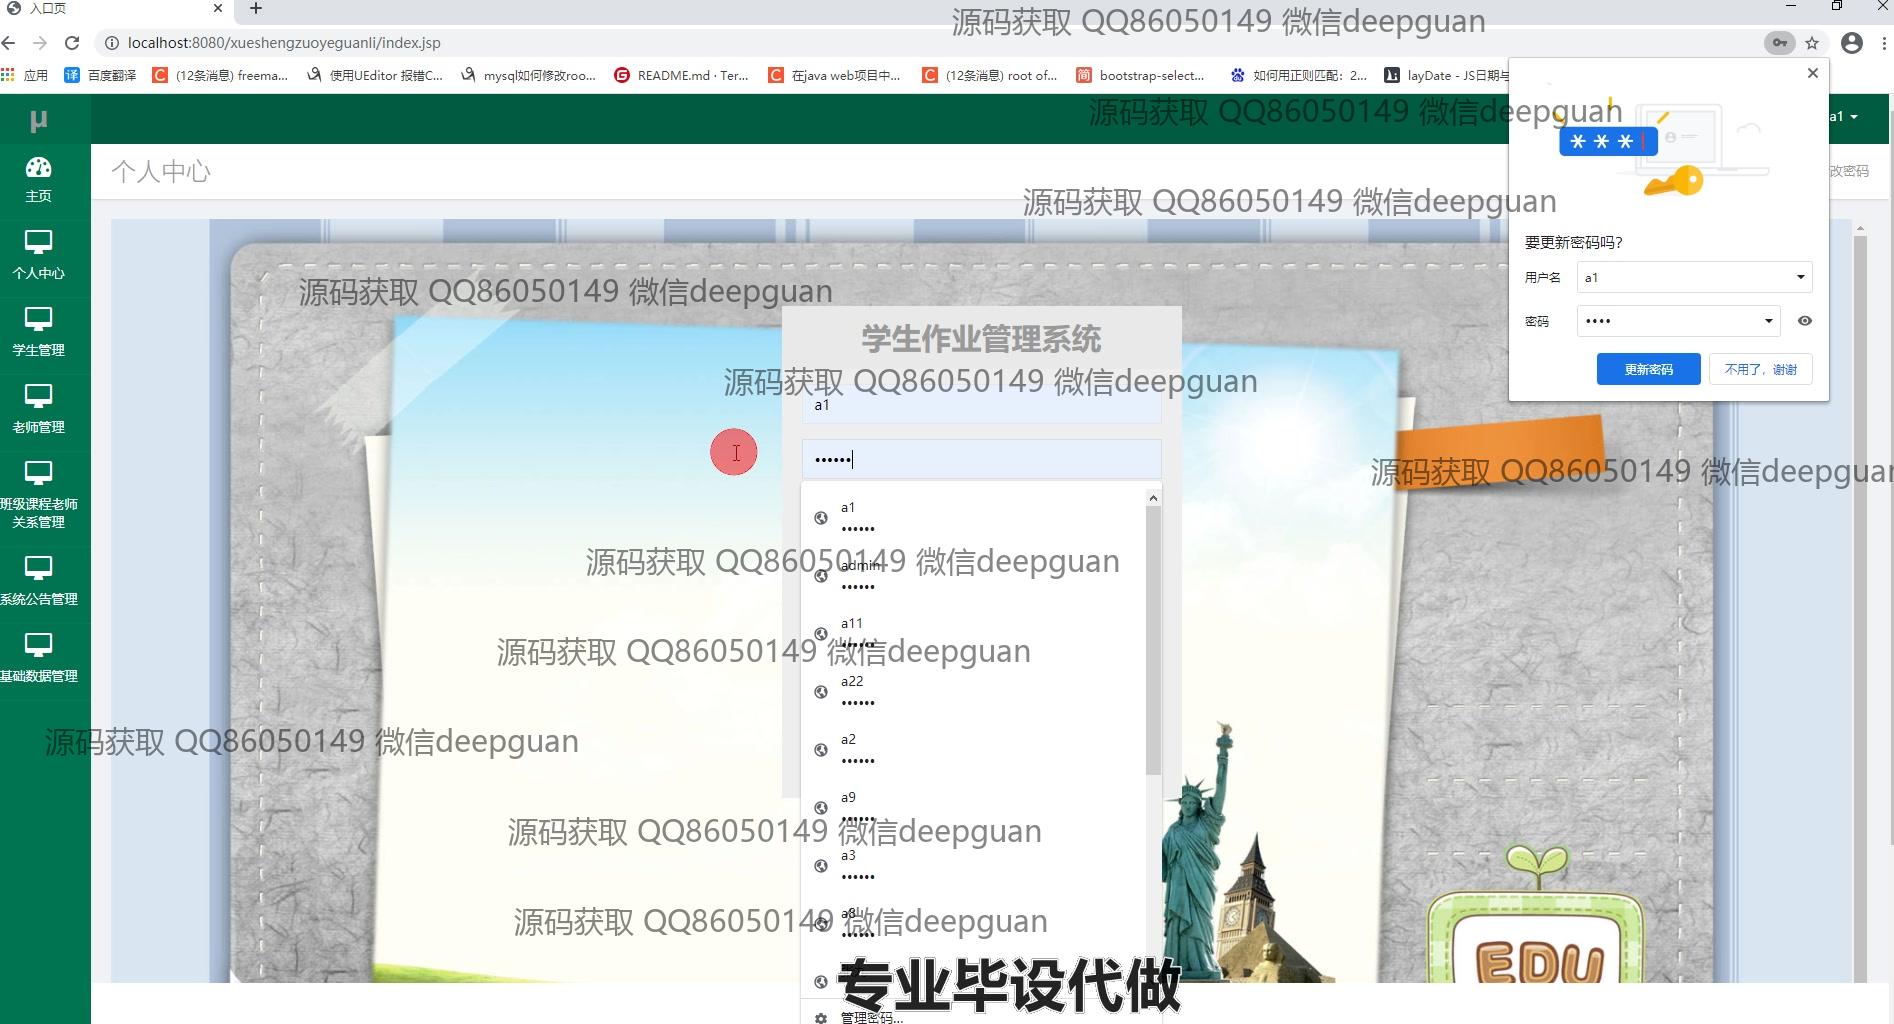 入口页
源码获取 QQ86050149 微信deepguan
localhost:8080/xueshengzuoyeguanli/index.jsp
应用
百度翻译
(12条消息) freema...
使用UEditor 报错C...
mysql如何修改roo...
README.md · Ter...
在java web项目中...
(12条消息) root of...
bootstrap-select...
如何用正则匹配：2...
layDate - JS日期与
源码获取 QQ86050149 微信deepguan
μ
a1
主页
个人中心
改密码
源码获取 QQ86050149 微信deepguan
要更新密码吗?
用户名
a1
密码
••••
更新密码
不用了，谢谢
个人中心
学生管理
老师管理
班级课程老师
关系管理
系统公告管理
基础数据管理
源码获取 QQ86050149 微信deepguan
学生作业管理系统
源码获取 QQ86050149 微信deepguan
a1
••••••
源码获取 QQ86050149 微信deepguan
a1
••••••
源码获取 QQ86050149 微信deepguan
admin
••••••
a11
••••••
源码获取 QQ86050149 微信deepguan
a22
••••••
源码获取 QQ86050149 微信deepguan
a2
••••••
a9
••••••
源码获取 QQ86050149 微信deepguan
a3
••••••
a8
••••••
源码获取 QQ86050149 微信deepguan
EDU
专业毕设代做
管理密码...